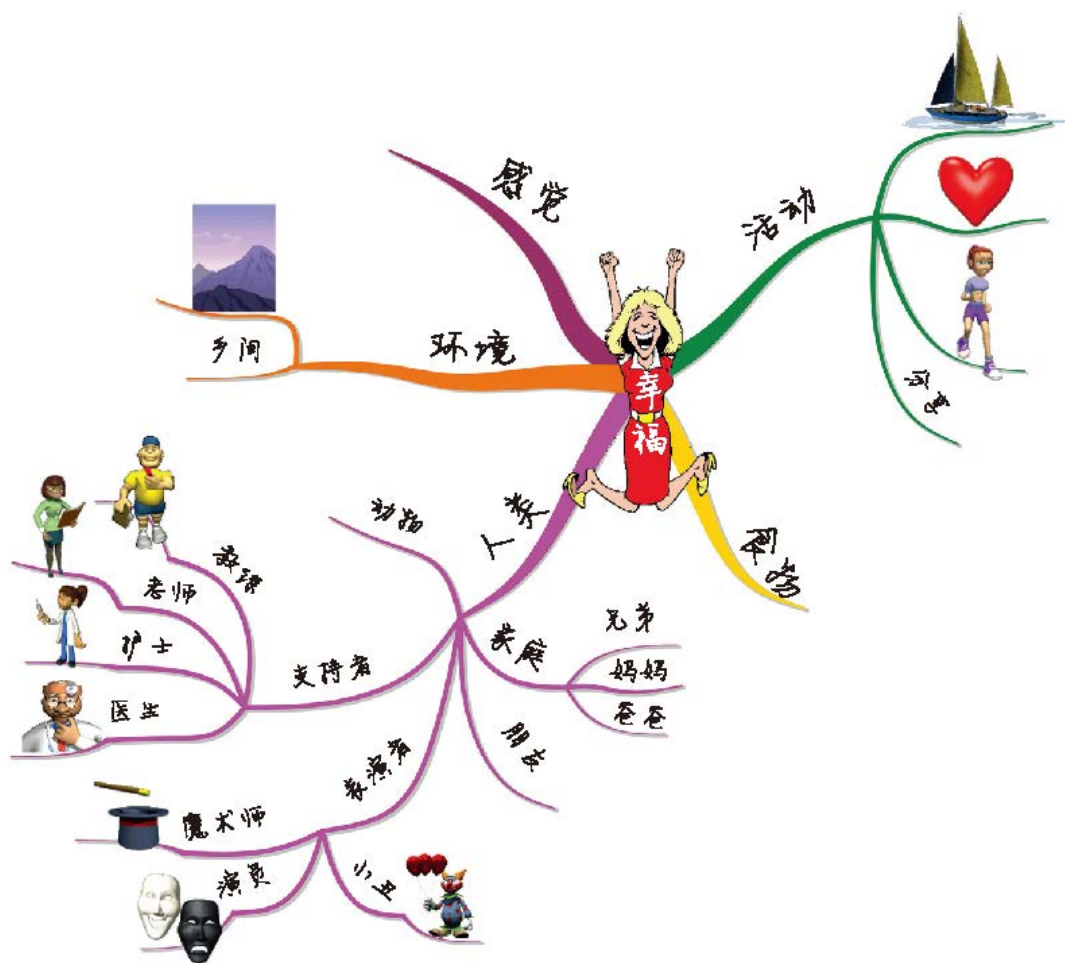 感觉
活动
乡间
环境
幸福
动物
人类
食物
教练
老师
护士
医生
支持者
家庭
兄弟
妈妈
爸爸
朋友
表演者
魔术师
演员
小丑